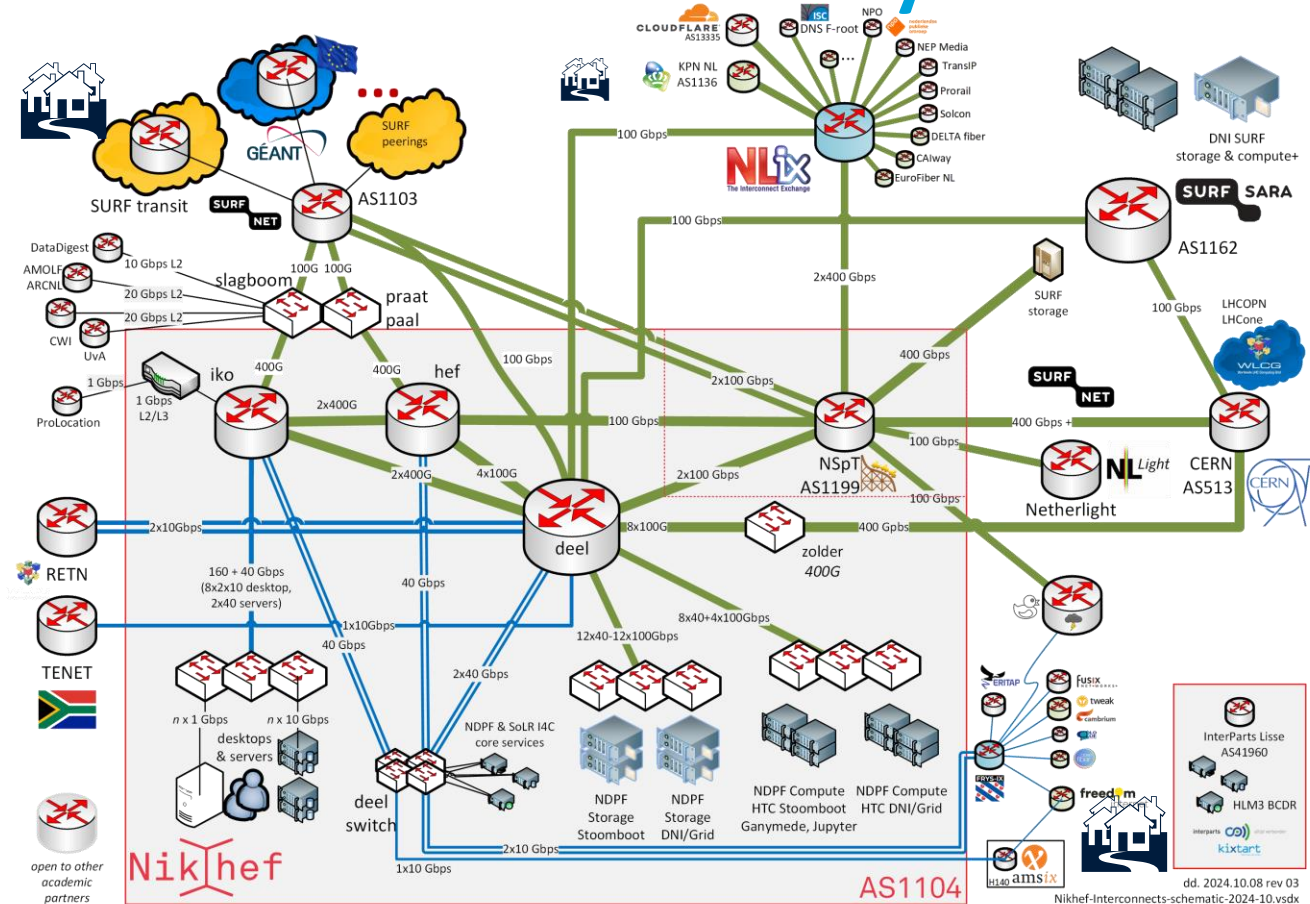 CLOUDFLARE
AS13335
ISC
DNS F-root
NPO
nederlandse
publieke
omroep
KPN NL
AS1136
...
NEP Media
TransIP
Prorail
Solcon
DELTA fiber
CAIway
EuroFiber NL
NLix
The Interconnect Exchange
100 Gbps
2x400 Gbps
DNI SURF
storage & compute+
SURF SARA
AS1162
100 Gbps
100 Gbps
SURF
storage
LHCOPN
LHCone
WLCG
GÉANT
SURF
peerings
SURF transit
SURF
NET
AS1103
100G
100G
DataDigest
10 Gbps L2
AMOLF
ARCNL
20 Gbps L2
20 Gbps L2
CWI
UvA
slagboom
praat
paal
400G
400G
100 Gbps
2x100 Gbps
400 Gbps
iko
hef
1 Gbps
1 Gbps
L2/L3
ProLocation
2x400G
100 Gbps
NSpT
AS1199
SURF
NET
400 Gbps +
100 Gbps
Netherlight
NL Light
CERN
AS513
CERN
2x400G
4x100G
2x100 Gbps
100 Gbps
deel
8x100G
400 Gpbs
zolder
400G
RETN
2x10Gbps
TENET
1x10Gbps
160 + 40 Gbps
(8x2x10 desktop,
2x40 servers)
40 Gbps
40 Gbps
2x40 Gbps
12x40-12x100Gbps
8x40+4x100Gbps
n x 1 Gbps
n x 10 Gbps
desktops
& servers
NDPF & SoLR I4C
core services
deel
switch
NDPF
Storage
Stoomboot
NDPF
Storage
DNI/Grid
NDPF Compute
HTC Stoomboot
Ganymede, Jupyter
NDPF Compute
HTC DNI/Grid
2x10 Gbps
1x10 Gbps
ERITAP
Fusix
NETWORKS
tweak
cambrium
FRYS-IX
freedom
H140
amsix
InterParts Lisse
AS41960
HLM3 BCDR
interparts
kixtart
open to other
academic
partners
Nikhef
AS1104
dd. 2024.10.08 rev 03
Nikhef-Interconnects-schematic-2024-10.vsdx